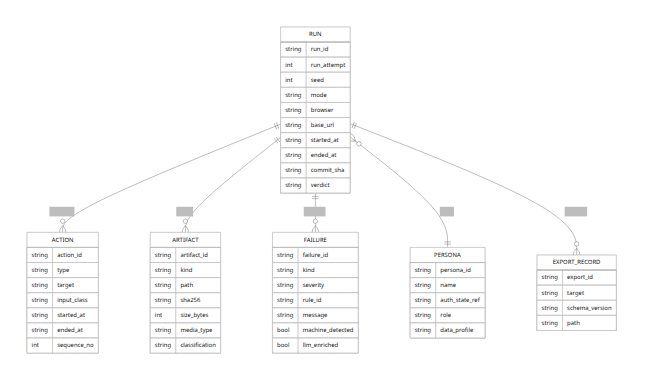 RUN
string run_id
int run_attempt
int seed
string mode
string browser
string base_url
string started_at
string ended_at
string commit_sha
string verdict
ACTION
string action_id
string type
string target
string input_class
string started_at
string ended_at
int sequence_no
ARTIFACT
string artifact_id
string kind
string path
string sha256
int size_bytes
string media_type
string classification
FAILURE
string failure_id
string kind
string severity
string rule_id
string message
bool machine_detected
bool llm_enriched
PERSONA
string persona_id
string name
string auth_state_ref
string role
string data_profile
EXPORT_RECORD
string export_id
string target
string schema_version
string path